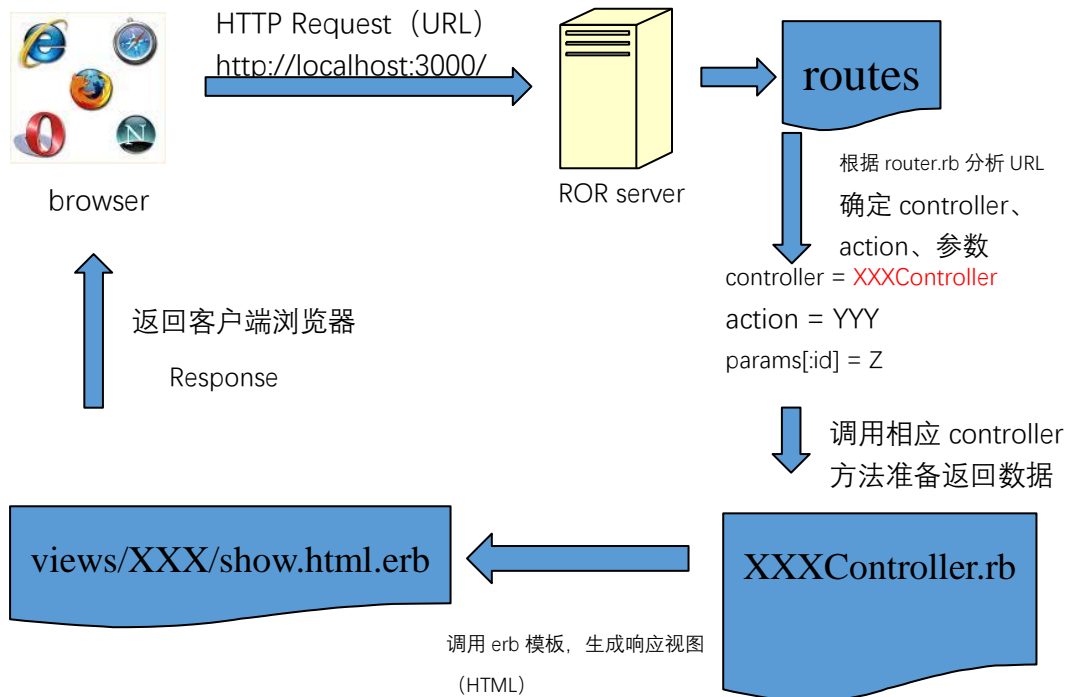 HTTP Request（URL）
http://localhost:3000/
N
browser
ROR server
routes
根据 router.rb 分析 URL
确定 controller、
action、参数
controller = XXXController
action = YYY
params[:id] = Z
调用相应 controller
方法准备返回数据
XXXController.rb
调用 erb 模板，生成响应视图
（HTML）
views/XXX/show.html.erb
返回客户端浏览器
Response